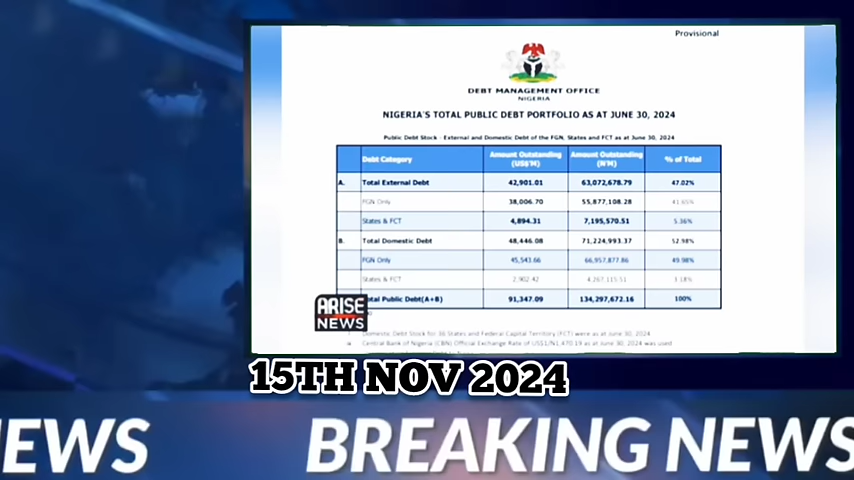 Provisional
DEBT MANAGEMENT OFFICE
NIGERIA
NIGERIA'S TOTAL PUBLIC DEBT PORTFOLIO AS AT JUNE 30, 2024
Public Debt Stock - External and Domestic Debt of the FGN, States and FCT as at June 30, 2024
Debt Category Amount Outstanding (US$'M) Amount Outstanding (N'M) % of Total
A. Total External Debt 42,901.01 63,072,678.79 47.02%
FGN Only 38,006.70 55,877,108.28 41.65%
States & FCT 4,894.31 7,195,570.51 5.36%
B. Total Domestic Debt 48,446.08 71,224,993.37 52.98%
FGN Only 45,543.66 66,957,877.86 49.98%
States & FCT 2,902.42 4,267,115.51 3.18%
Total Public Debt(A+B) 91,347.09 134,297,672.16 100%
ARISE
NEWS
Domestic Debt Stock for 36 States and Federal Capital Territory (FCT) were as at June 30, 2024
Central Bank of Nigeria (CBN) Official Exchange Rate of US$1/N1,470.19 as at June 30, 2024 was used
15TH NOV 2024
NEWS BREAKING NEWS